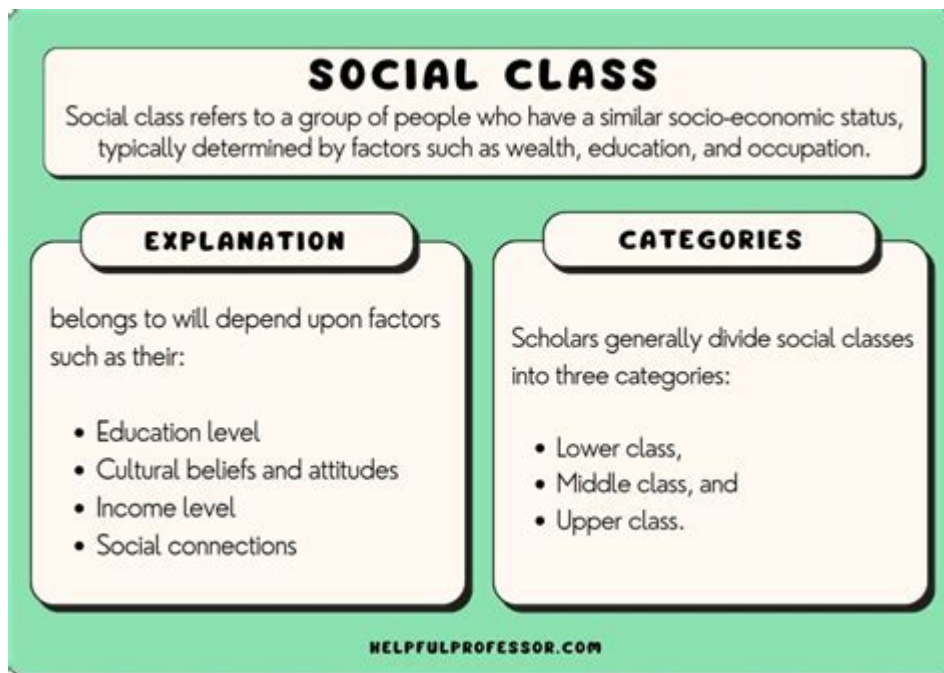 SOCIAL CLASS
Social class refers to a group of people who have a similar socio-economic status,
typically determined by factors such as wealth, education, and occupation.
EXPLANATION
belongs to will depend upon factors
such as their:
• Education level
• Cultural beliefs and attitudes
• Income level
• Social connections
CATEGORIES
Scholars generally divide social classes
into three categories:
• Lower class,
• Middle class, and
• Upper class.
HELPFULPROFESSOR.COM